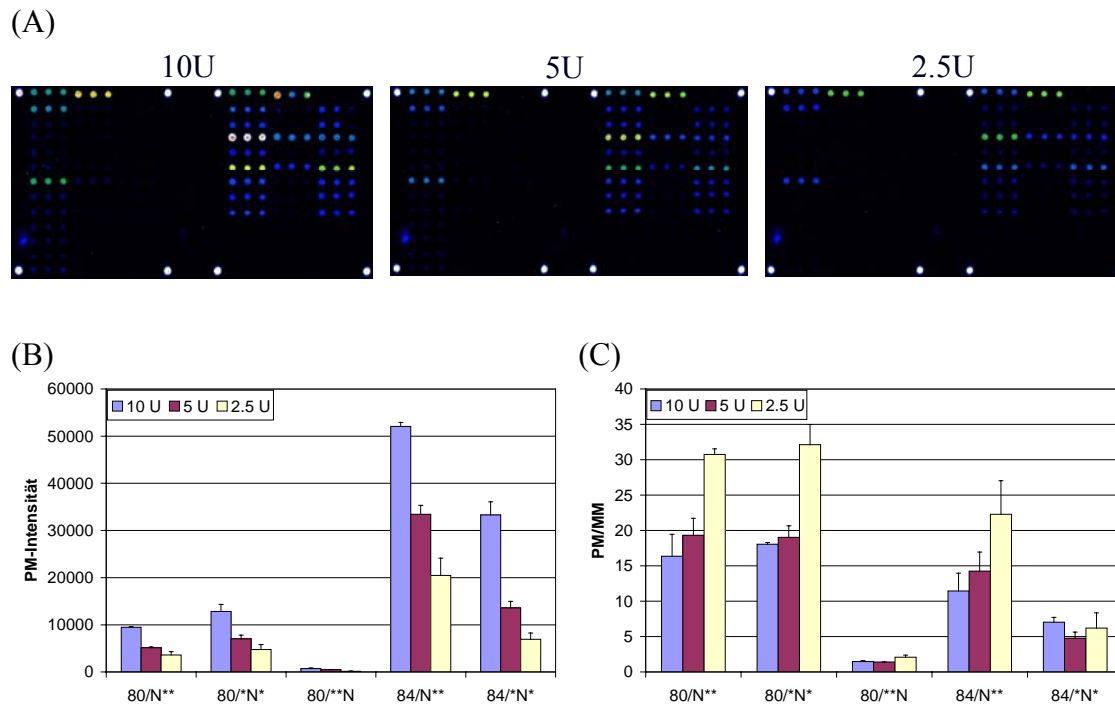 (A)
10U 5U 2.5U
(B) (C)
60000
50000
40000
30000
20000
10000
0
PM-Intensität
10 U 5 U 2.5 U
80/N** 80/*N* 80/**N 84/N** 84/*N*
40
35
30
25
20
15
10
5
0
PM/MM
10 U 5 U 2.5 U
80/N** 80/*N* 80/**N 84/N** 84/*N*